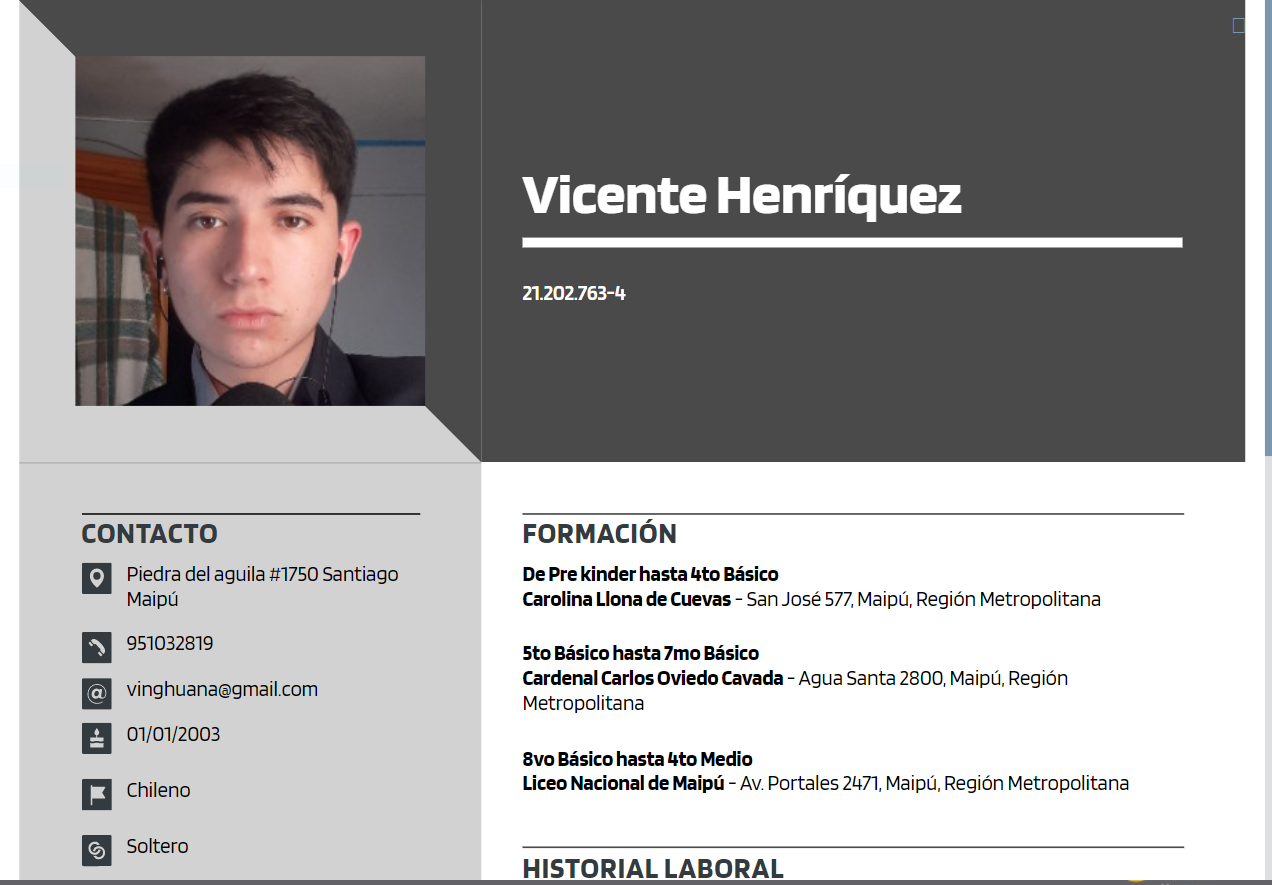 Vicente Henríquez
21.202.763-4
CONTACTO
Piedra del aguila #1750 Santiago
Maipú
951032819
vinghuana@gmail.com
01/01/2003
Chileno
Soltero
FORMACIÓN
De Pre kinder hasta 4to Básico
Carolina Llona de Cuevas - San José 577, Maipú, Región Metropolitana
5to Básico hasta 7mo Básico
Cardenal Carlos Oviedo Cavada - Agua Santa 2800, Maipú, Región
Metropolitana
8vo Básico hasta 4to Medio
Liceo Nacional de Maipú - Av. Portales 2471, Maipú, Región Metropolitana
HISTORIAL LABORAL